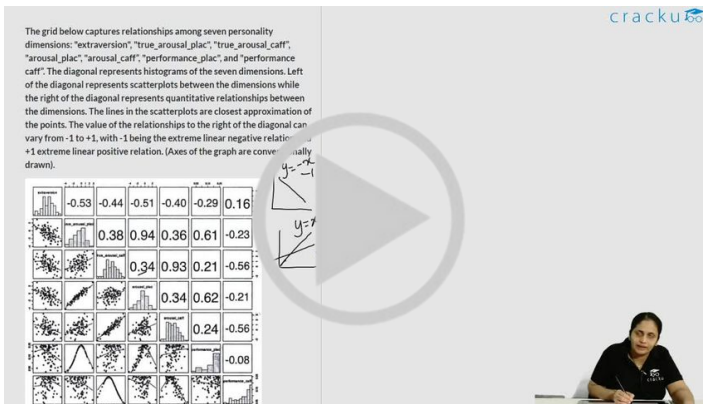 cracku
The grid below captures relationships among seven personality
dimensions: "extraversion", "true_arousal_plac", "true_arousal_caff",
"arousal_plac", "arousal_caff", "performance_plac", and "performance
caff". The diagonal represents histograms of the seven dimensions. Left
of the diagonal represents scatterplots between the dimensions while
the right of the diagonal represents quantitative relationships between
the dimensions. The lines in the scatterplots are closest approximation of
the points. The value of the relationships to the right of the diagonal can
vary from -1 to +1, with -1 being the extreme linear negative
+1 extreme linear positive relation. (Axes of the graph are
drawn).
y=-x
-1
y=x
extraversion -0.53 -0.44 -0.51 -0.40 -0.29 0.16
0.38 0.94 0.36 0.61 -0.23
0.34 0.93 0.21 -0.56
arousal_plac 0.34 0.62 -0.21
arousal_caff 0.24 -0.56
-0.08
cracku